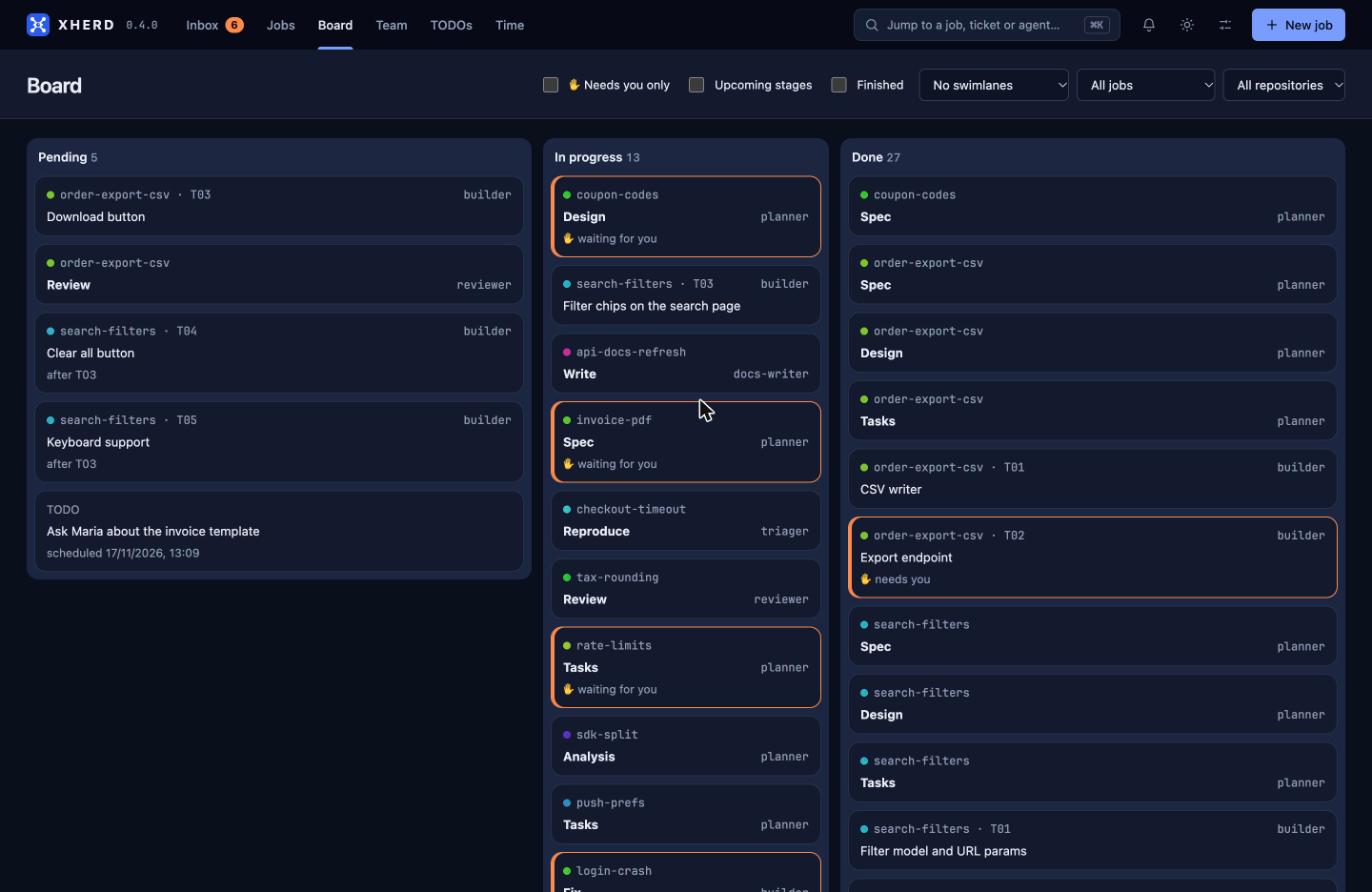 XHERD 0.4.0 Inbox 6 Jobs Board Team TODOs Time Jump to a job, ticket or agent... ⌘K + New job
Board ✋ Needs you only Upcoming stages Finished No swimlanes All jobs All repositories
Pending 5
order-export-csv · T03 builder
Download button
order-export-csv
Review reviewer
search-filters · T04 builder
Clear all button
after T03
search-filters · T05 builder
Keyboard support
after T03
TODO
Ask Maria about the invoice template
scheduled 17/11/2026, 13:09
In progress 13
coupon-codes
Design planner
✋ waiting for you
search-filters · T03 builder
Filter chips on the search page
api-docs-refresh
Write docs-writer
invoice-pdf
Spec planner
✋ waiting for you
checkout-timeout
Reproduce triager
tax-rounding
Review reviewer
rate-limits
Tasks planner
✋ waiting for you
sdk-split
Analysis planner
push-prefs
Tasks planner
login-crash
Fix builder
Done 27
coupon-codes
Spec planner
order-export-csv
Spec planner
order-export-csv
Design planner
order-export-csv
Tasks planner
order-export-csv · T01 builder
CSV writer
order-export-csv · T02 builder
Export endpoint
✋ needs you
search-filters
Spec planner
search-filters
Design planner
search-filters
Tasks planner
search-filters · T01 builder
Filter model and URL params